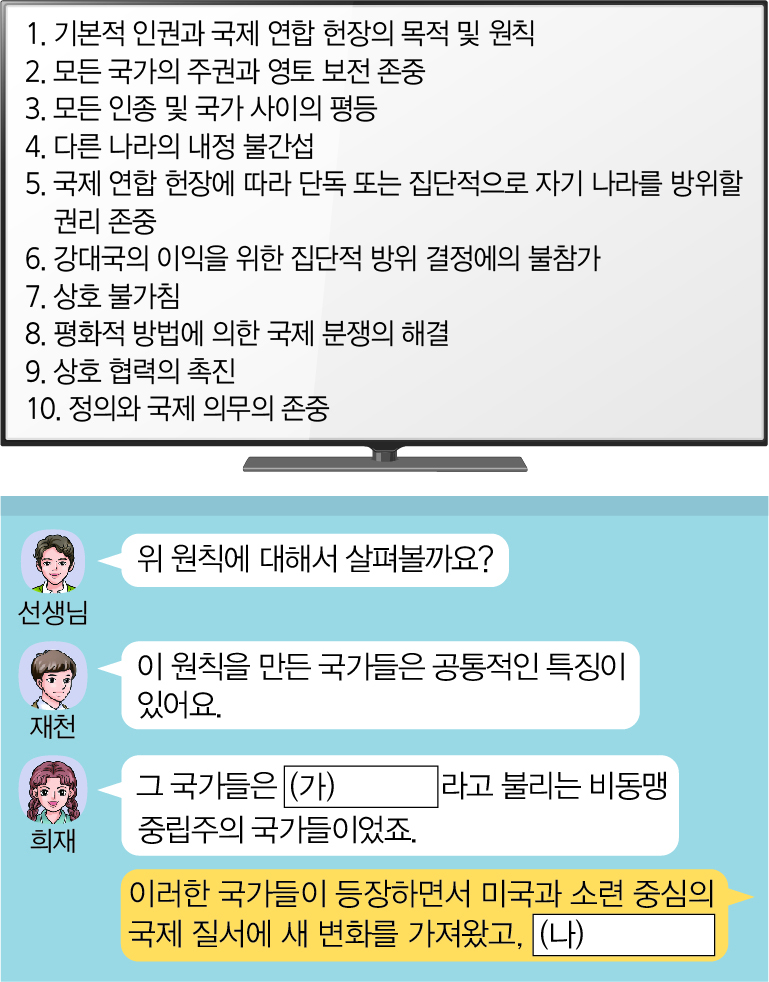 1. 기본적 인권과 국제 연합 헌장의 목적 및 원칙
2. 모든 국가의 주권과 영토 보전 존중
3. 모든 인종 및 국가 사이의 평등
4. 다른 나라의 내정 불간섭
5. 국제 연합 헌장에 따라 단독 또는 집단적으로 자기 나라를 방위할
권리 존중
6. 강대국의 이익을 위한 집단적 방위 결정에의 불참가
7. 상호 불가침
8. 평화적 방법에 의한 국제 분쟁의 해결
9. 상호 협력의 촉진
10. 정의와 국제 의무의 존중
위 원칙에 대해서 살펴볼까요?
선생님
이 원칙을 만든 국가들은 공통적인 특징이
있어요.
재천
그 국가들은 (가) 라고 불리는 비동맹
중립주의 국가들이었죠.
희재
이러한 국가들이 등장하면서 미국과 소련 중심의
국제 질서에 새 변화를 가져왔고, (나)